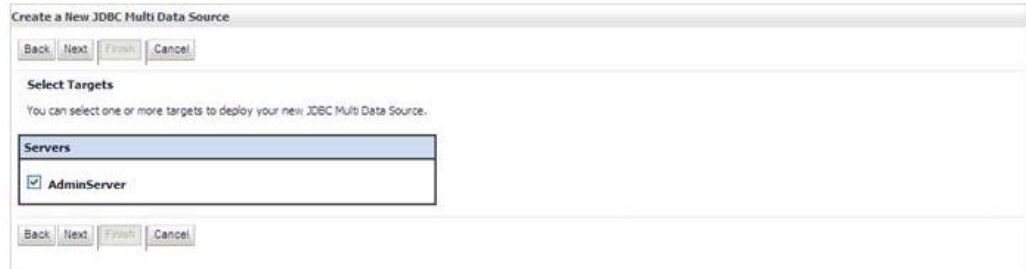 Create a New JDBC Multi Data Source
Back Next Finish Cancel
Select Targets
You can select one or more targets to deploy your new JDBC Multi Data Source.
Servers
AdminServer
Back Next Finish Cancel